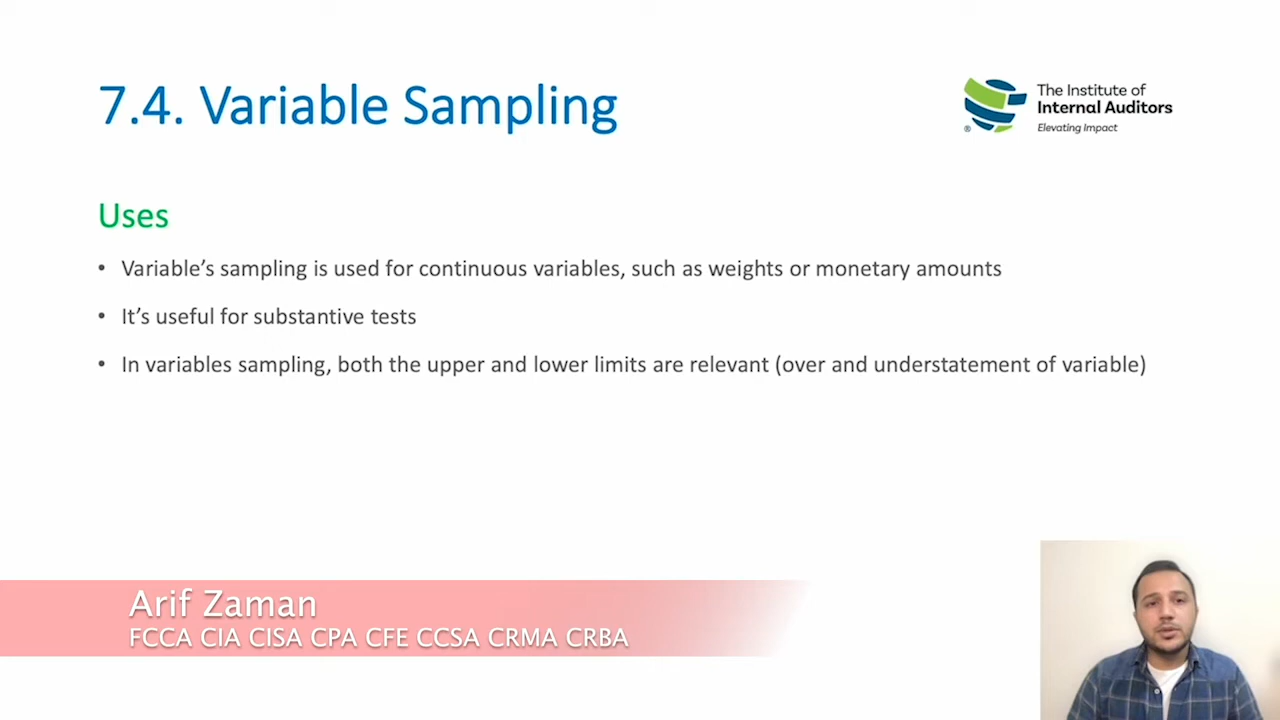 7.4. Variable Sampling
The Institute of
Internal Auditors
Elevating Impact
®
Uses
• Variable’s sampling is used for continuous variables, such as weights or monetary amounts
• It’s useful for substantive tests
• In variables sampling, both the upper and lower limits are relevant (over and understatement of variable)
Arif Zaman
FCCA CIA CISA CPA CFE CCSA CRMA CRBA